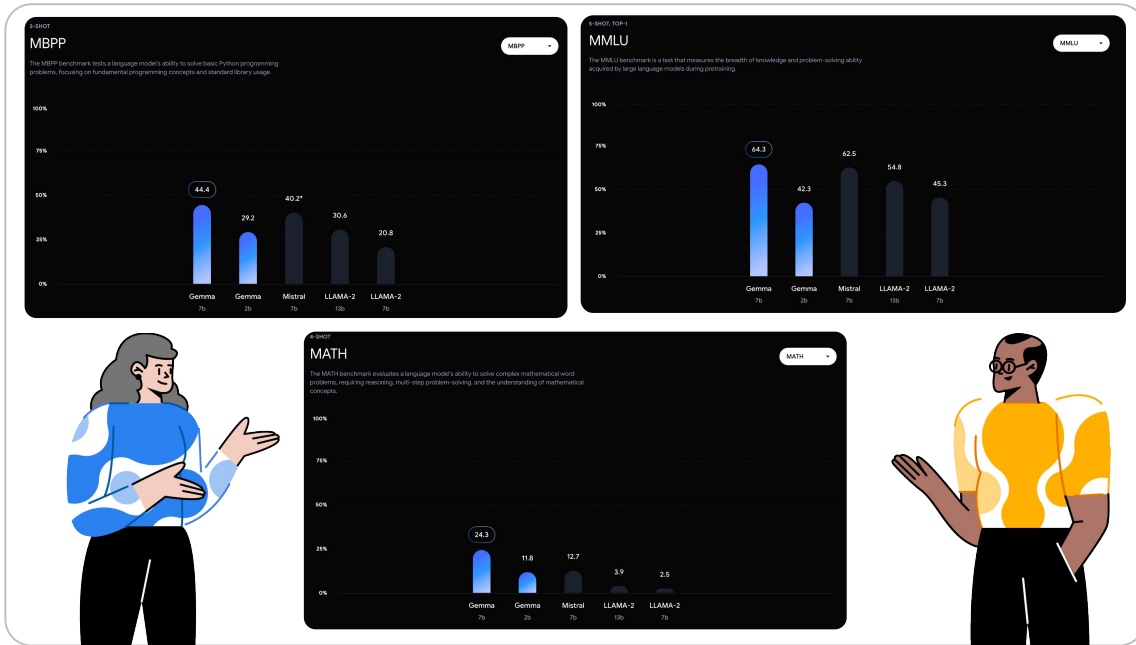 3-SHOT
MBPP
MBPP
The MBPP benchmark tests a language model's ability to solve basic Python programming
problems, focusing on fundamental programming concepts and standard library usage.
100%
75%
50%
25%
0%
44.4
29.2
40.2*
30.6
20.8
Gemma Gemma Mistral LLAMA-2 LLAMA-2
7b 2b 7b 13b 7b
5-SHOT, TOP-1
MMLU
MMLU
The MMLU benchmark is a test that measures the breadth of knowledge and problem-solving ability
acquired by large language models during pretraining.
100%
75%
50%
25%
0%
64.3
42.3
62.5
54.8
45.3
Gemma Gemma Mistral LLAMA-2 LLAMA-2
7b 2b 7b 13b 7b
4-SHOT
MATH
MATH
The MATH benchmark evaluates a language model's ability to solve complex mathematical word
problems, requiring reasoning, multi-step problem-solving, and the understanding of mathematical
concepts.
100%
75%
50%
25%
0%
24.3
11.8
12.7
3.9
2.5
Gemma Gemma Mistral LLAMA-2 LLAMA-2
7b 2b 7b 13b 7b